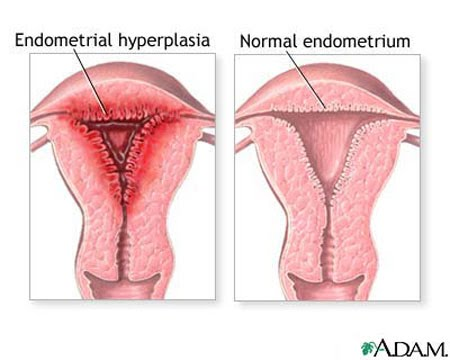 Endometrial hyperplasia
Normal endometrium
A.D.A.M.